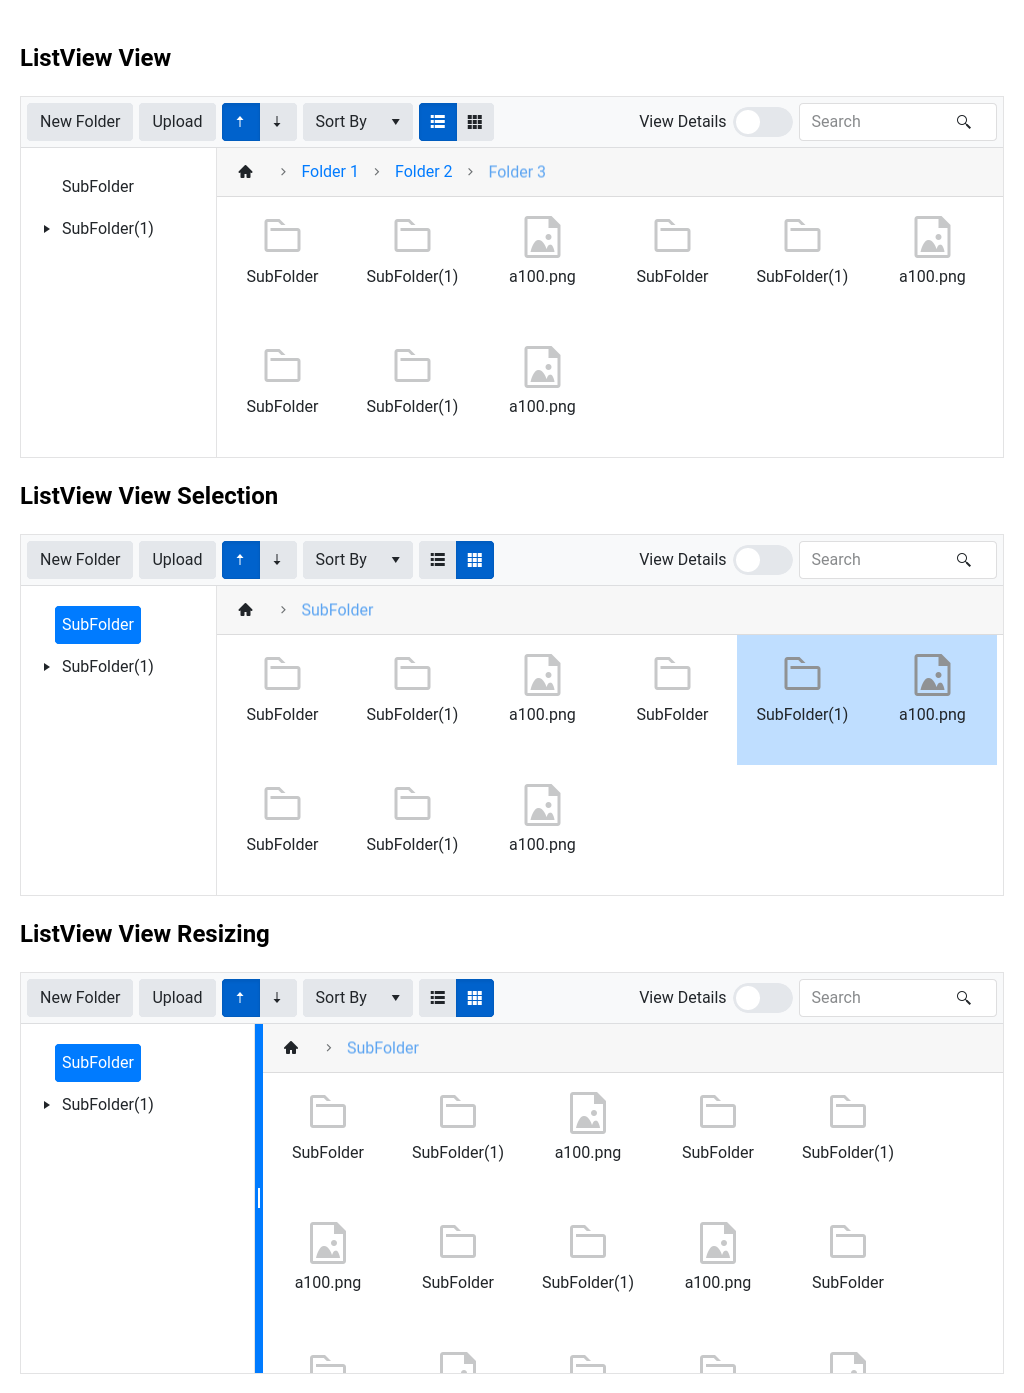 ListView View
New Folder Upload Sort By View Details Search
SubFolder
SubFolder(1)
Folder 1 Folder 2 Folder 3
SubFolder SubFolder(1) a100.png SubFolder SubFolder(1) a100.png
SubFolder SubFolder(1) a100.png
ListView View Selection
New Folder Upload Sort By View Details Search
SubFolder
SubFolder(1)
SubFolder
SubFolder SubFolder(1) a100.png SubFolder SubFolder(1) a100.png
SubFolder SubFolder(1) a100.png
ListView View Resizing
New Folder Upload Sort By View Details Search
SubFolder
SubFolder(1)
SubFolder
SubFolder SubFolder(1) a100.png SubFolder SubFolder(1)
a100.png SubFolder SubFolder(1) a100.png SubFolder